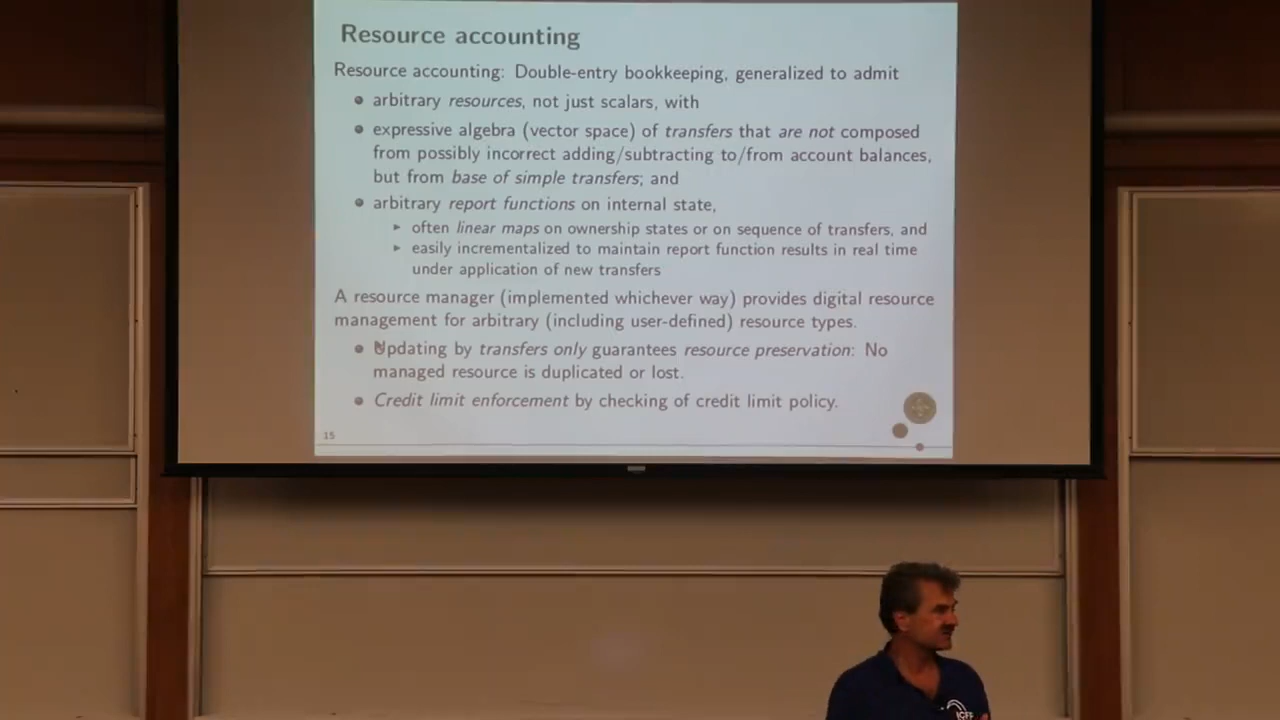 Resource accounting
Resource accounting: Double-entry bookkeeping, generalized to admit
arbitrary resources, not just scalars, with
expressive algebra (vector space) of transfers that are not composed
from possibly incorrect adding/subtracting to/from account balances,
but from base of simple transfers; and
arbitrary report functions on internal state,
often linear maps on ownership states or on sequence of transfers, and
easily incrementalized to maintain report function results in real time
under application of new transfers
A resource manager (implemented whichever way) provides digital resource
management for arbitrary (including user-defined) resource types.
Updating by transfers only guarantees resource preservation: No
managed resource is duplicated or lost.
Credit limit enforcement by checking of credit limit policy.
15